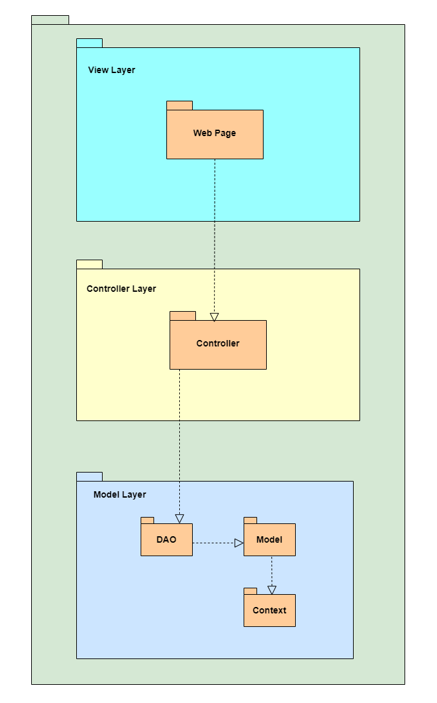 View Layer
Web Page
Controller Layer
Controller
Model Layer
DAO
Model
Context